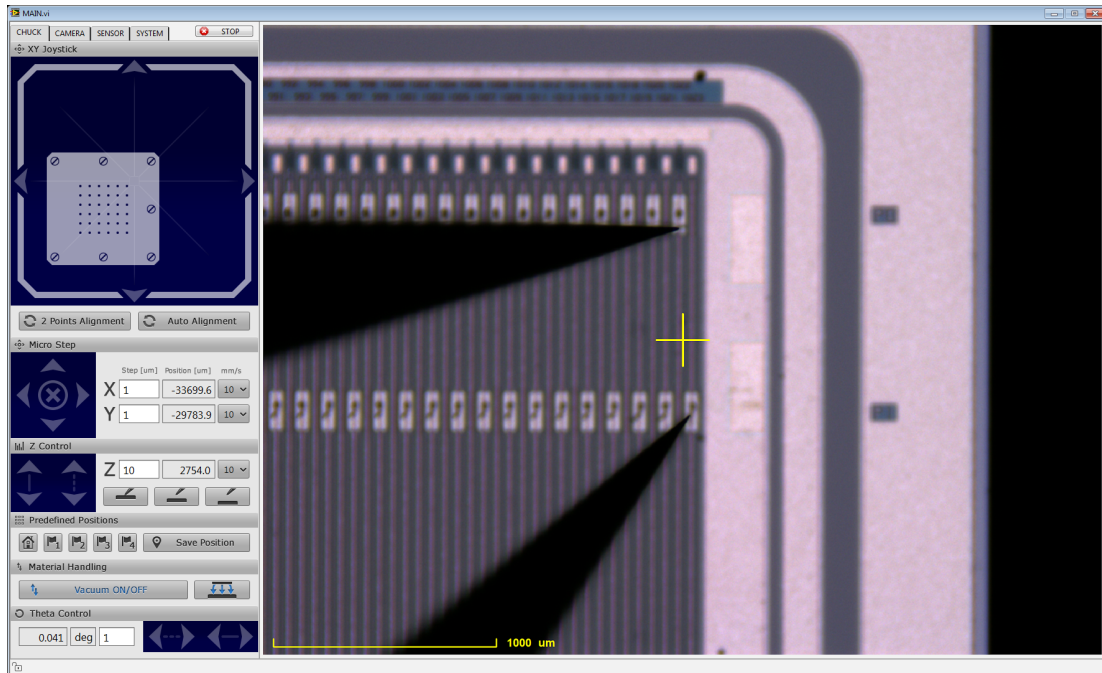 MAIN.vi
CHUCK CAMERA SENSOR SYSTEM STOP
XY Joystick
2 Points Alignment Auto Alignment
Micro Step
Step [um] Position [um] mm/s
X 1 -33699.6 10
Y 1 -29783.9 10
Z Control
Z 10 2754.0 10
Predefined Positions
1 2 3 4 Save Position
Material Handling
Vacuum ON/OFF
Theta Control
0.041 deg 1
1000 um